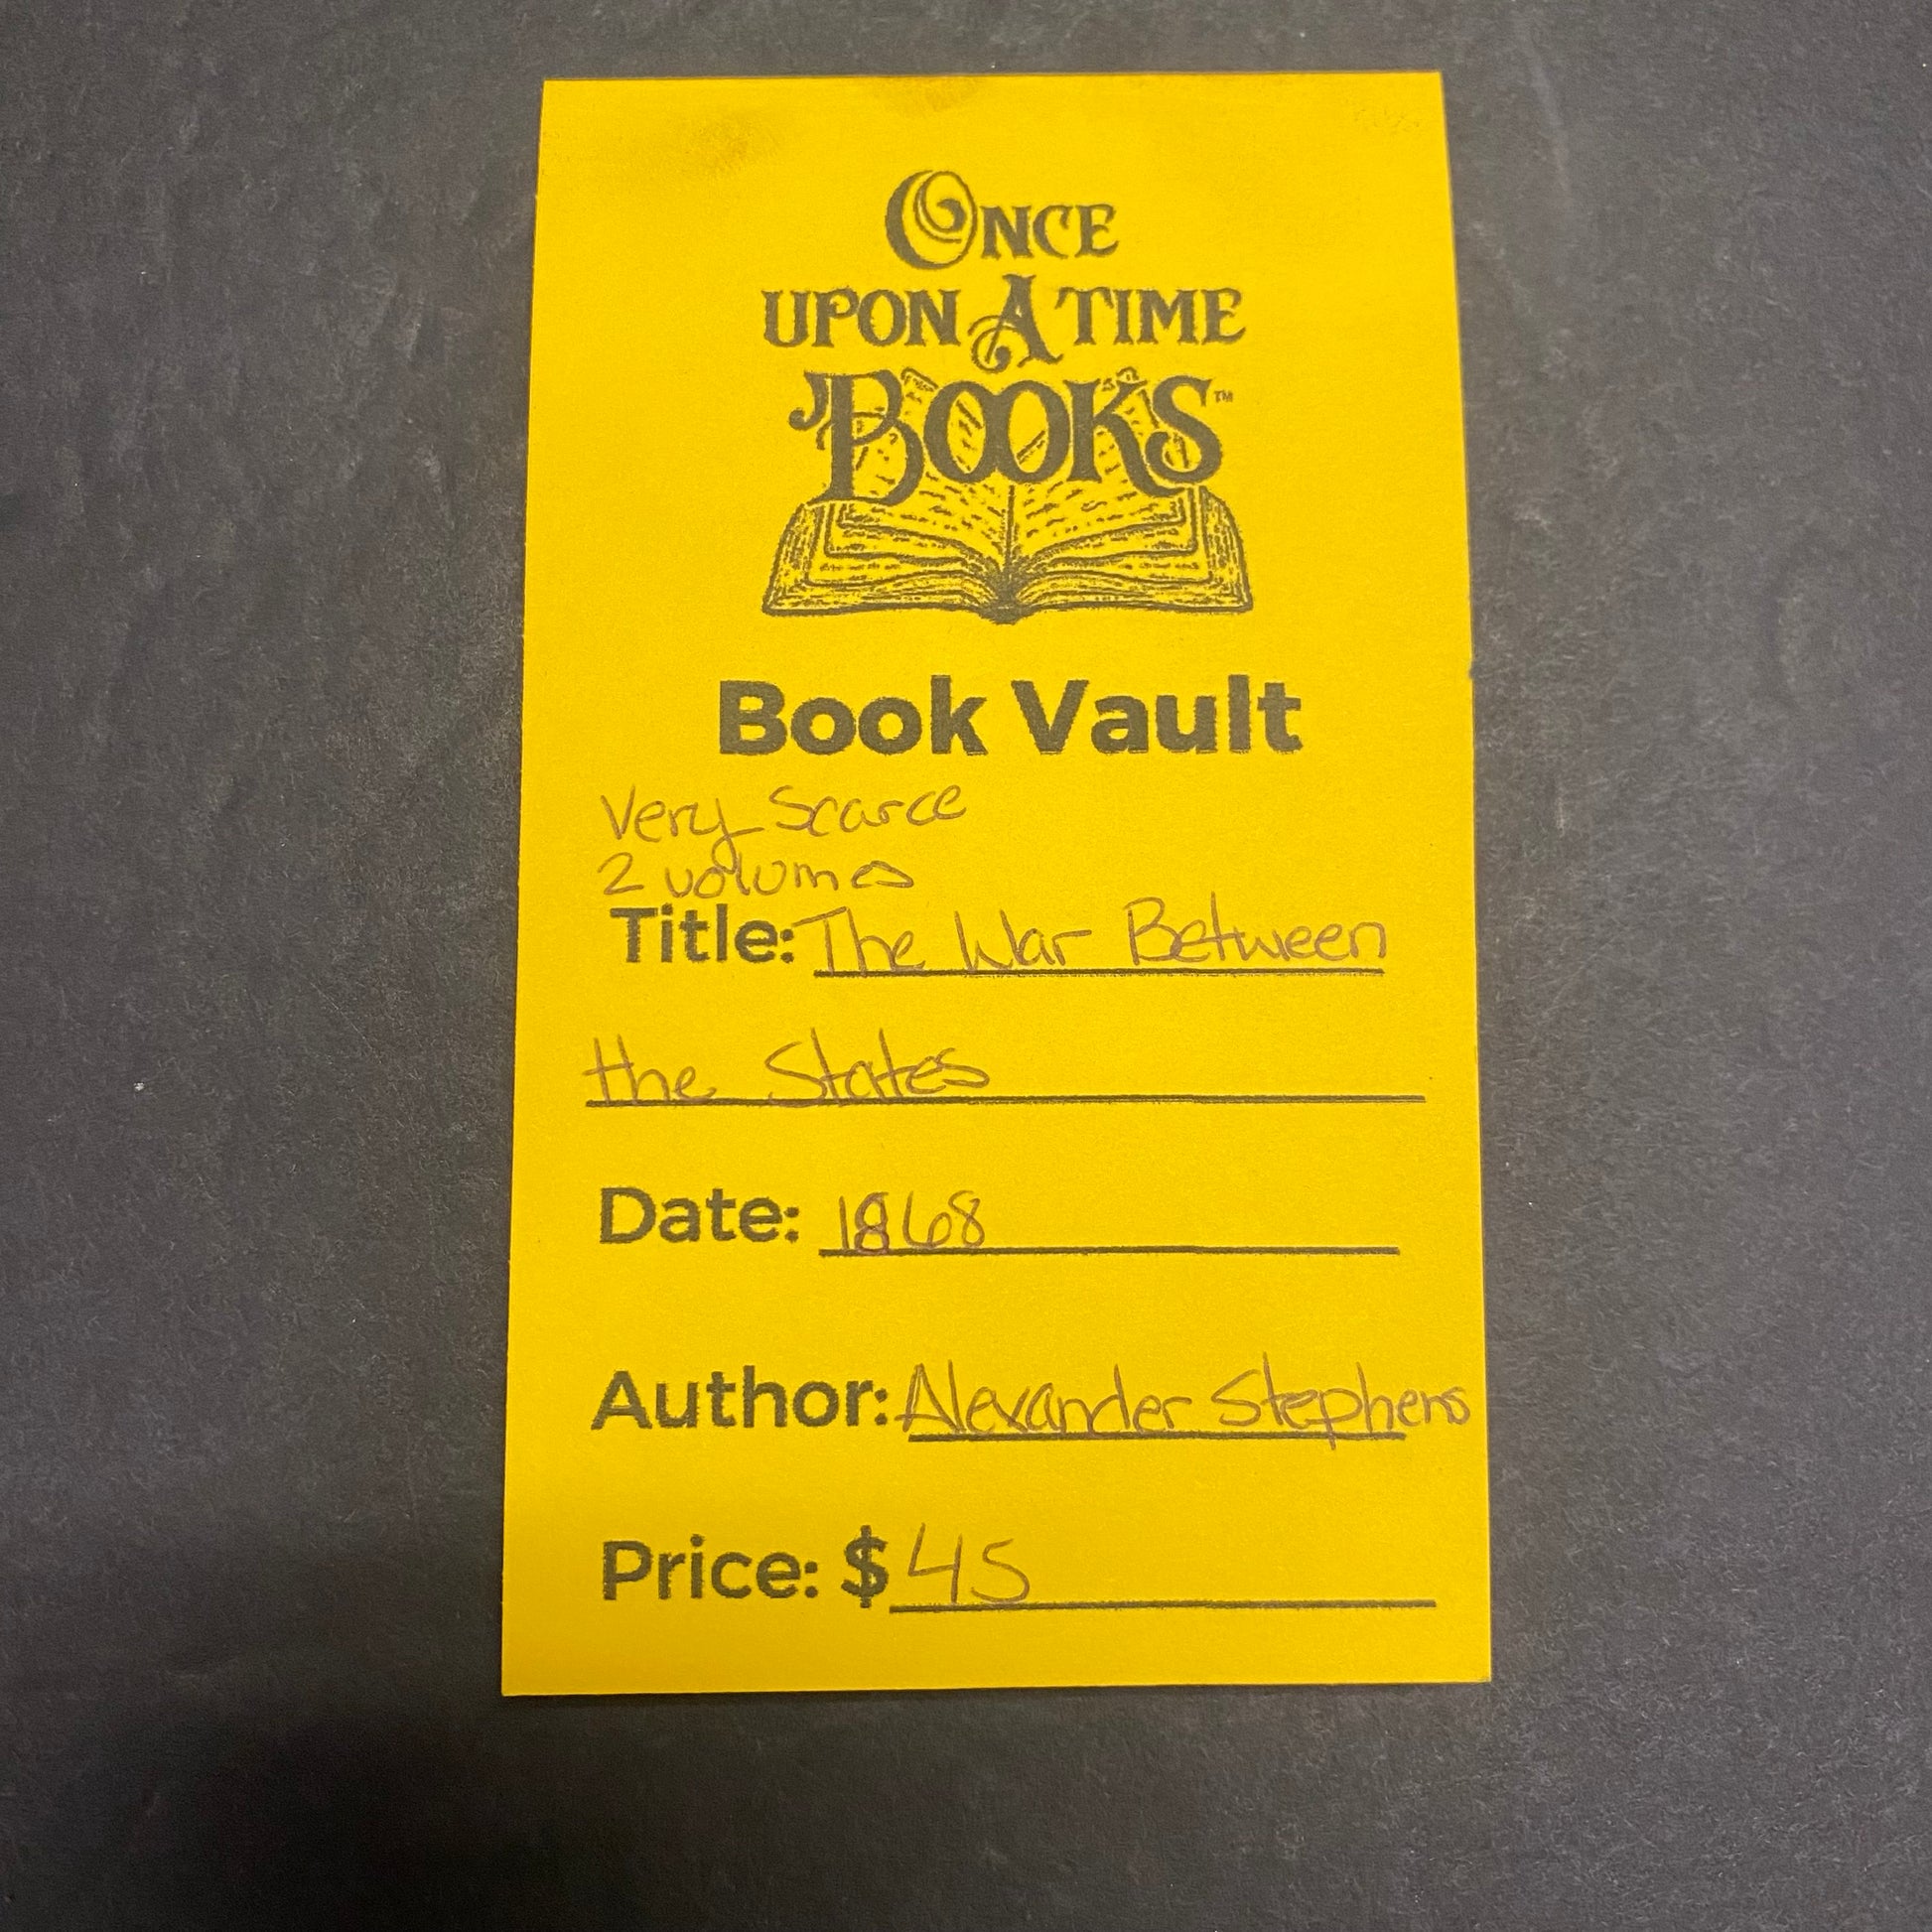 ONCE
UPON A TIME
BOOKS™
Book Vault
Very Scarce
2 volumes
Title: The War Between
the States
Date: 1868
Author: Alexander Stephens
Price: $45